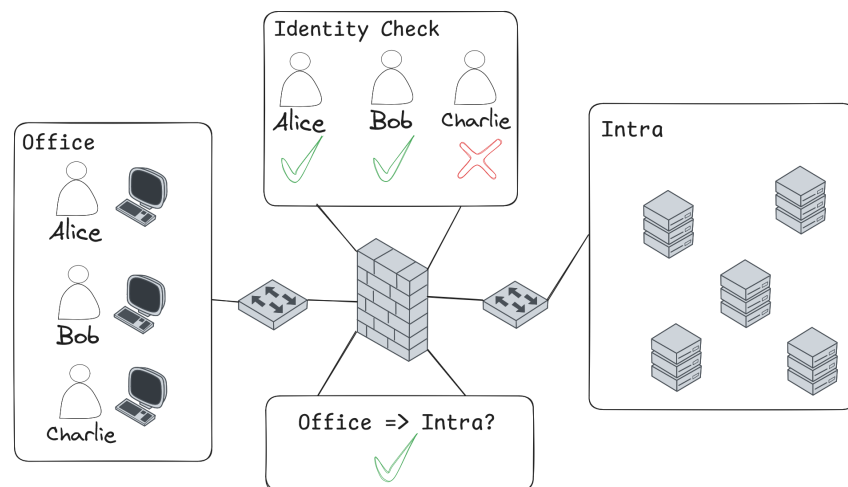 Identity Check
Alice
Bob
Charlie
Office
Alice
Bob
Charlie
Intra
Office => Intra?